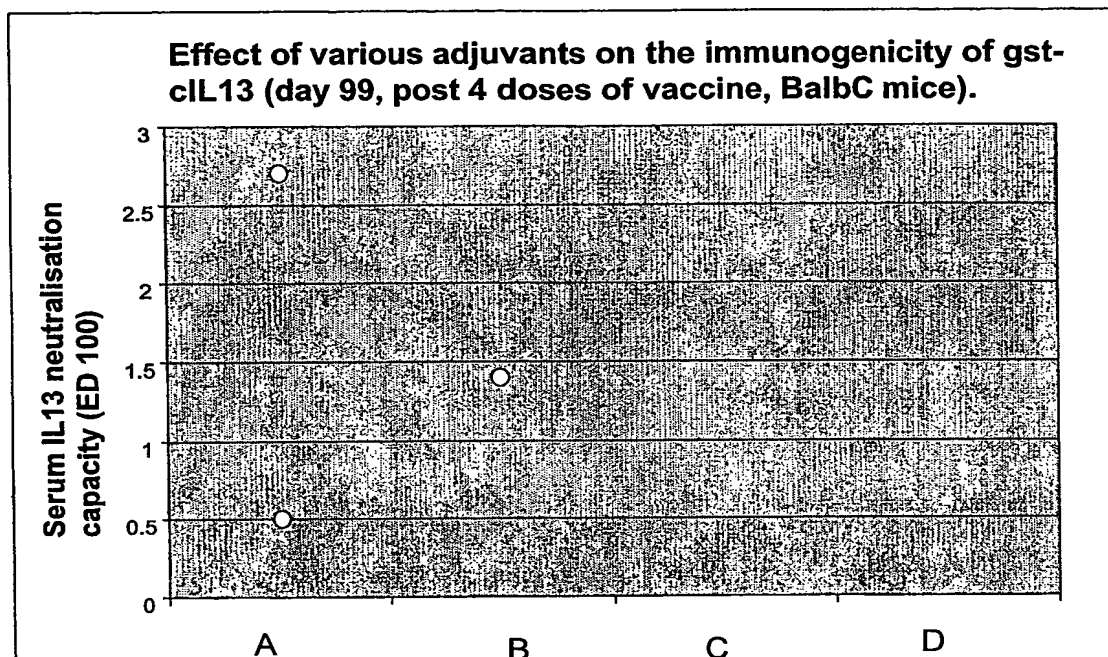 Effect of various adjuvants on the immunogenicity of gst-
cIL13 (day 99, post 4 doses of vaccine, BalbC mice).
3
2.5
2
1.5
1
0.5
0
Serum IL13 neutralisation
capacity (ED 100)
A B C D